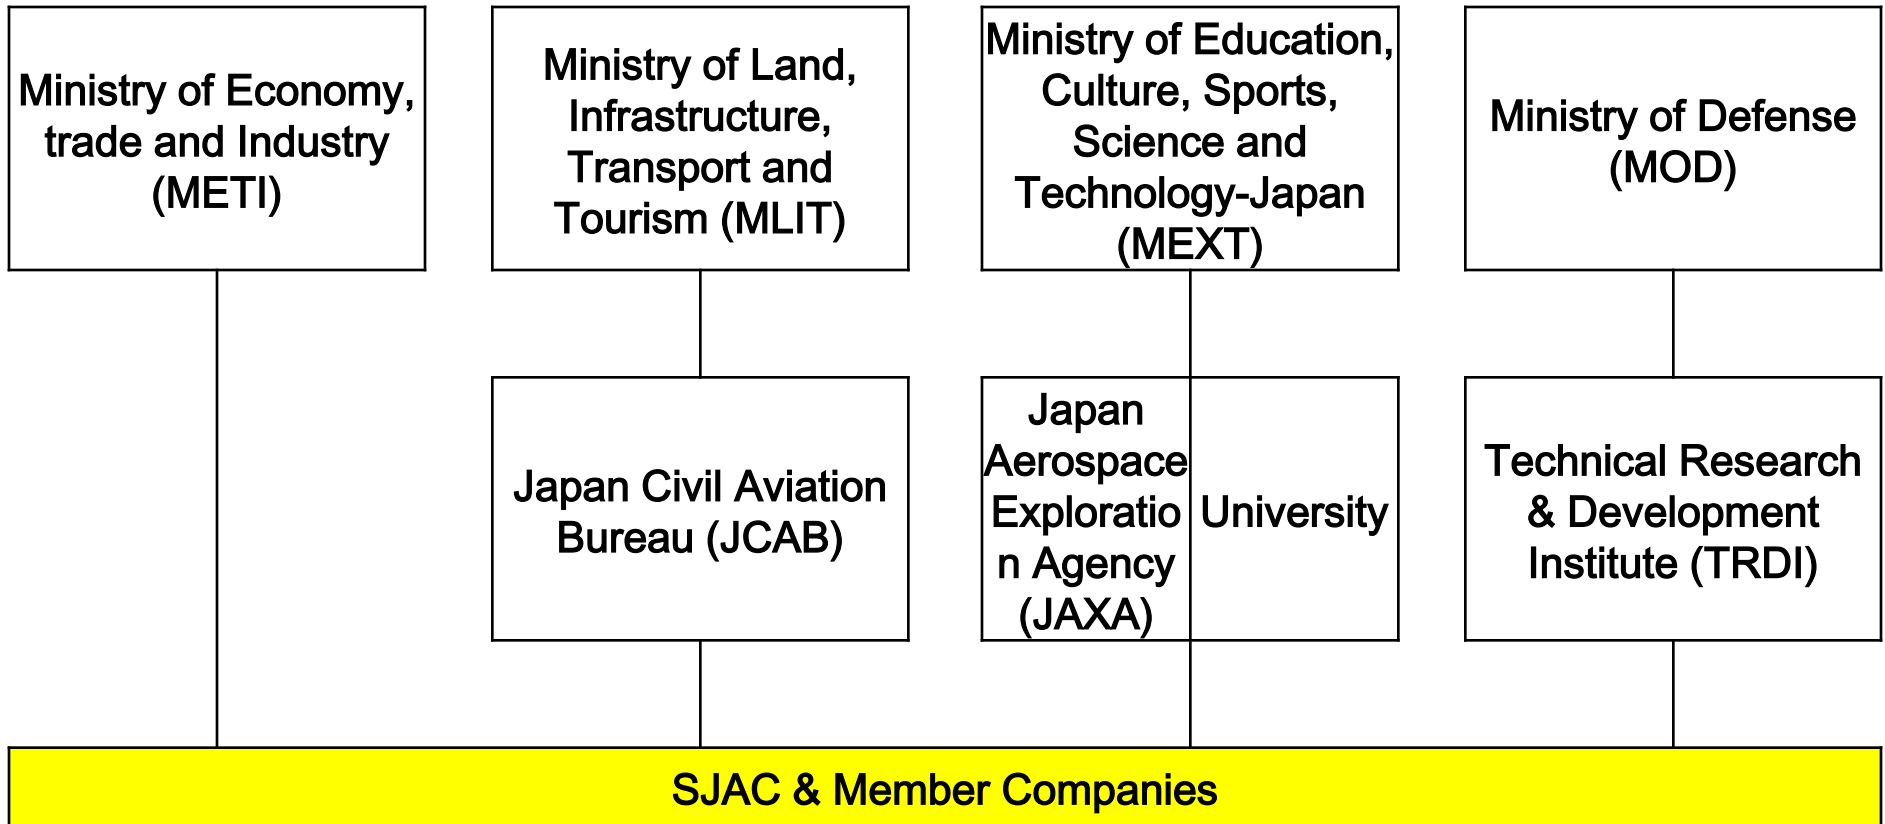 Ministry of Economy,
trade and Industry
(METI)
Ministry of Land,
Infrastructure,
Transport and
Tourism (MLIT)
Ministry of Education,
Culture, Sports,
Science and
Technology-Japan
(MEXT)
Ministry of Defense
(MOD)
Japan Civil Aviation
Bureau (JCAB)
Japan
Aerospace
Exploratio
n Agency
(JAXA)
University
Technical Research
& Development
Institute (TRDI)
SJAC & Member Companies